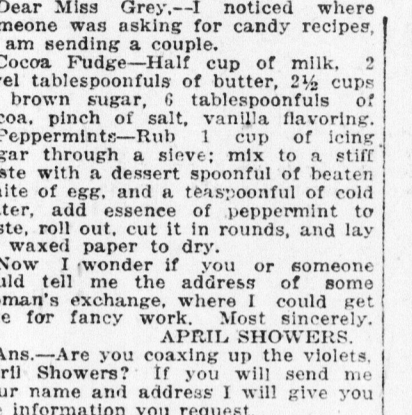 Dear Miss Grey,--I noticed where
meone was asking for candy recipes,
am sending a couple.
Cocoa Fudge—Half cup of milk, 2
vel tablespoonfuls of butter, 2½ cups
brown sugar, 6 tablespoonfuls of
coa, pinch of salt, vanilla flavoring.
Peppermints—Rub 1 cup of icing
gar through a sieve; mix to a stiff
ste with a dessert spoonful of beaten
hite of egg, and a teaspoonful of cold
ter, add essence of peppermint to
ste, roll out, cut it in rounds, and lay
waxed paper to dry.
Now I wonder if you or someone
uld tell me the address of some
man's exchange, where I could get
e for fancy work. Most sincerely.
APRIL SHOWERS.
Ans.—Are you coaxing up the violets,
ril Showers? If you will send me
ur name and address I will give you
e information you request